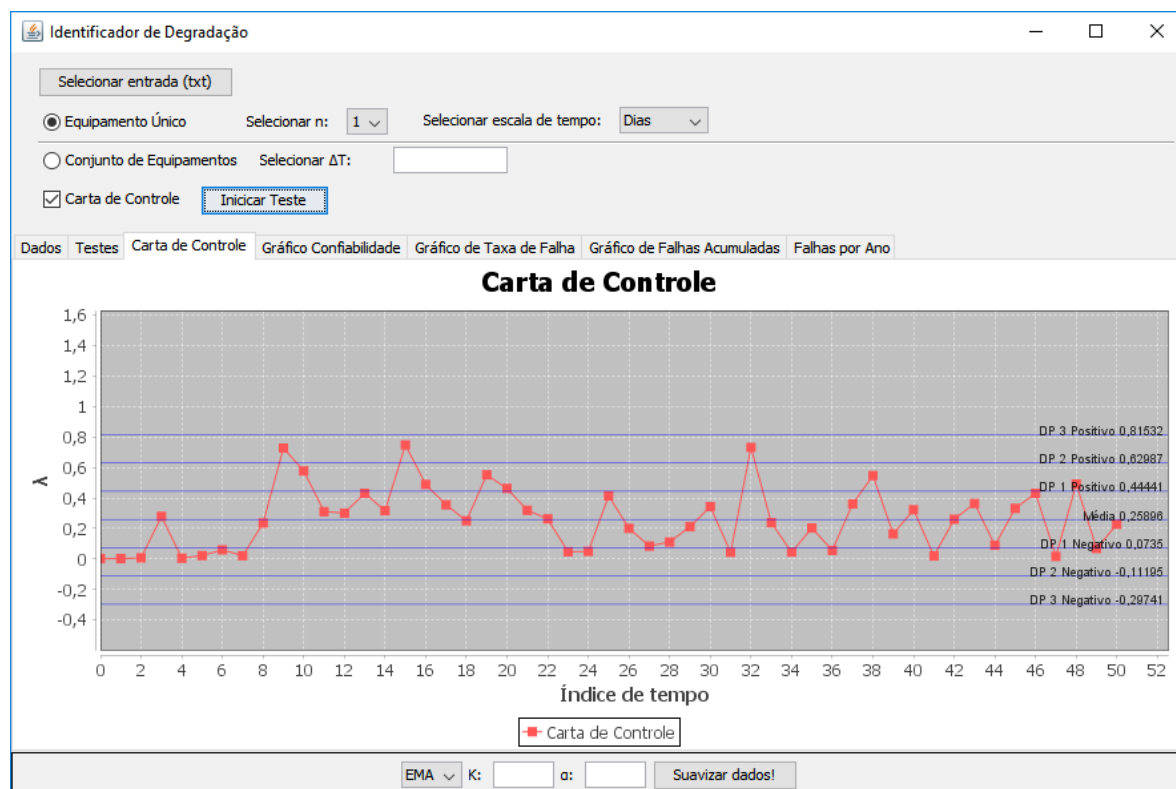 Identificador de Degradação
Selecionar entrada (txt)
Equipamento Único Selecionar n: 1 Selecionar escala de tempo: Dias
Conjunto de Equipamentos Selecionar ΔT:
Carta de Controle Inicicar Teste
Dados Testes Carta de Controle Gráfico Confiabilidade Gráfico de Taxa de Falha Gráfico de Falhas Acumuladas Falhas por Ano
Carta de Controle
1,6
1,4
1,2
1
0,8
0,6
0,4
0,2
0
-0,2
-0,4
λ
DP 3 Positivo 0,81532
DP 2 Positivo 0,62987
DP 1 Positivo 0,44441
Média 0,25896
DP 1 Negativo 0,0735
DP 2 Negativo -0,11195
DP 3 Negativo -0,29741
0 2 4 6 8 10 12 14 16 18 20 22 24 26 28 30 32 34 36 38 40 42 44 46 48 50 52
Índice de tempo
Carta de Controle
EMA K: α: Suavizar dados!